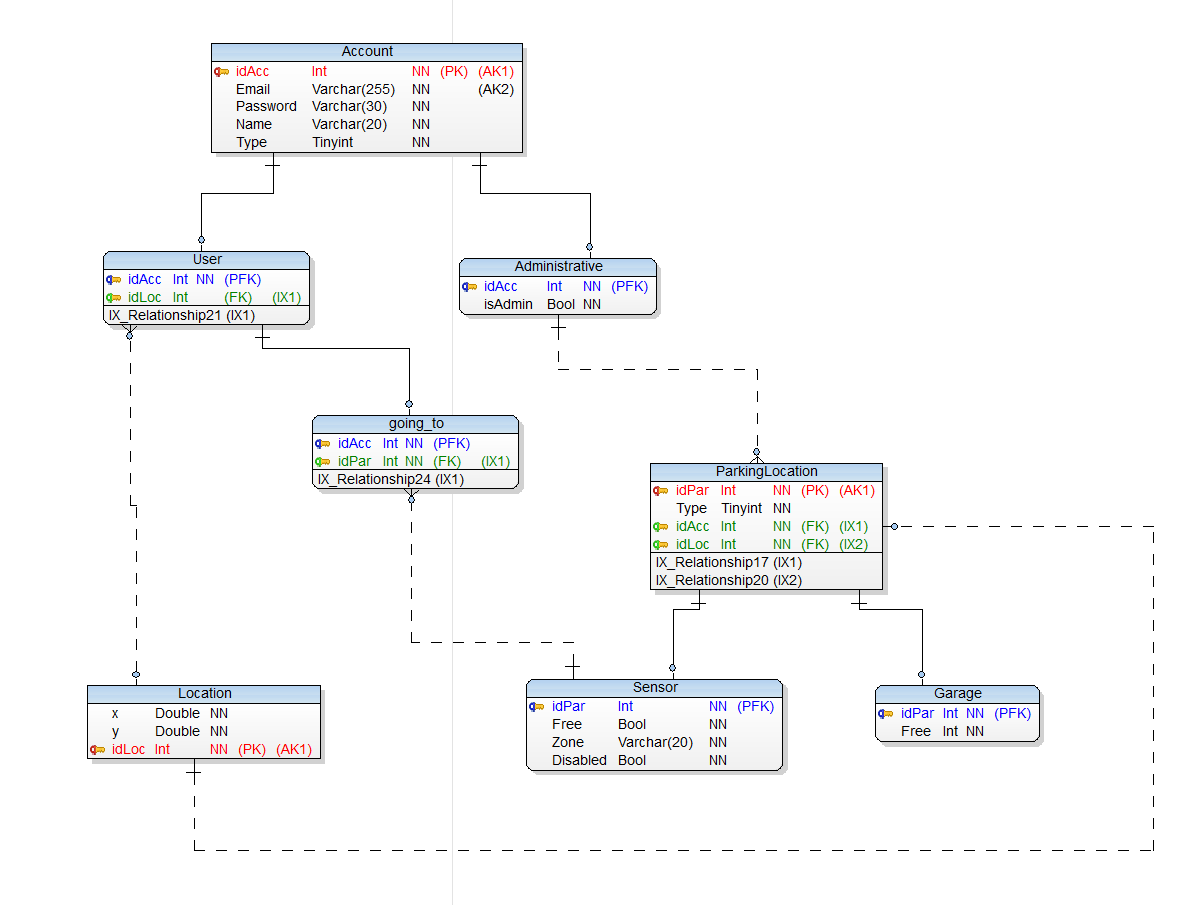 Account
idAcc Int NN (PK) (AK1)
Email Varchar(255) NN (AK2)
Password Varchar(30) NN
Name Varchar(20) NN
Type Tinyint NN
User
idAcc Int NN (PFK)
idLoc Int (FK) (IX1)
IX_Relationship21 (IX1)
Administrative
idAcc Int NN (PFK)
isAdmin Bool NN
going_to
idAcc Int NN (PFK)
idPar Int NN (FK) (IX1)
IX_Relationship24 (IX1)
ParkingLocation
idPar Int NN (PK) (AK1)
Type Tinyint NN
idAcc Int NN (FK) (IX1)
idLoc Int NN (FK) (IX2)
IX_Relationship17 (IX1)
IX_Relationship20 (IX2)
Location
x Double NN
y Double NN
idLoc Int NN (PK) (AK1)
Sensor
idPar Int NN (PFK)
Free Bool NN
Zone Varchar(20) NN
Disabled Bool NN
Garage
idPar Int NN (PFK)
Free Int NN